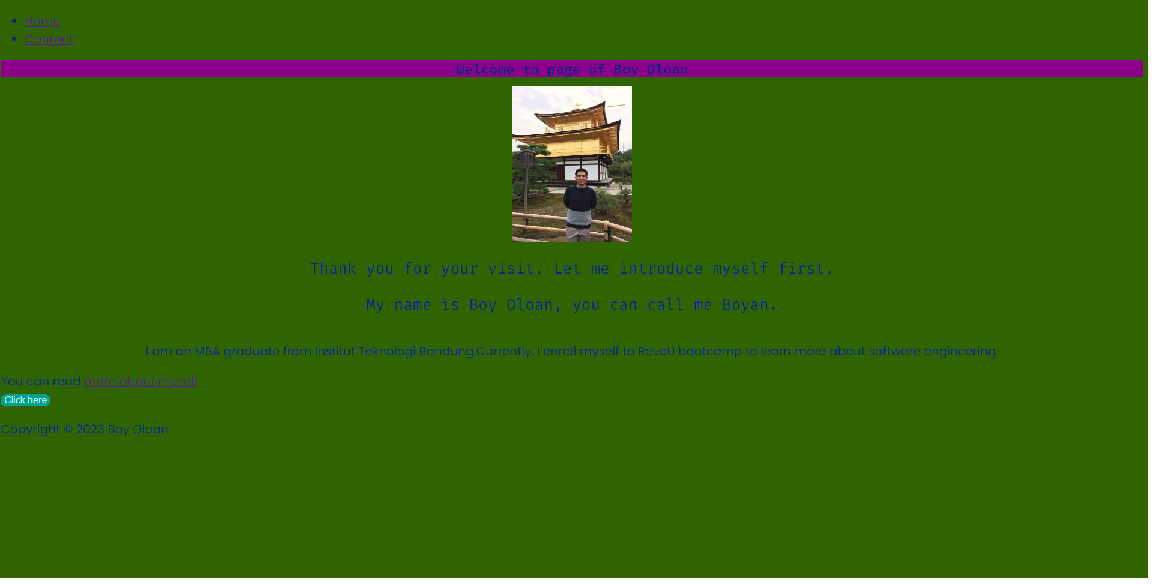 Home
Contact
welcome to page of Boy Oloan
Thank you for your visit. Let me introduce myself first.
My name is Boy Oloan, you can call me Boyan.
I am an MBA graduate from Institut Teknologi Bandung.Currently, I enroll myself to RevoU bootcamp to learn more about software engineering.
You can read more about myself
Click here
Copyright © 2023 Boy Oloan